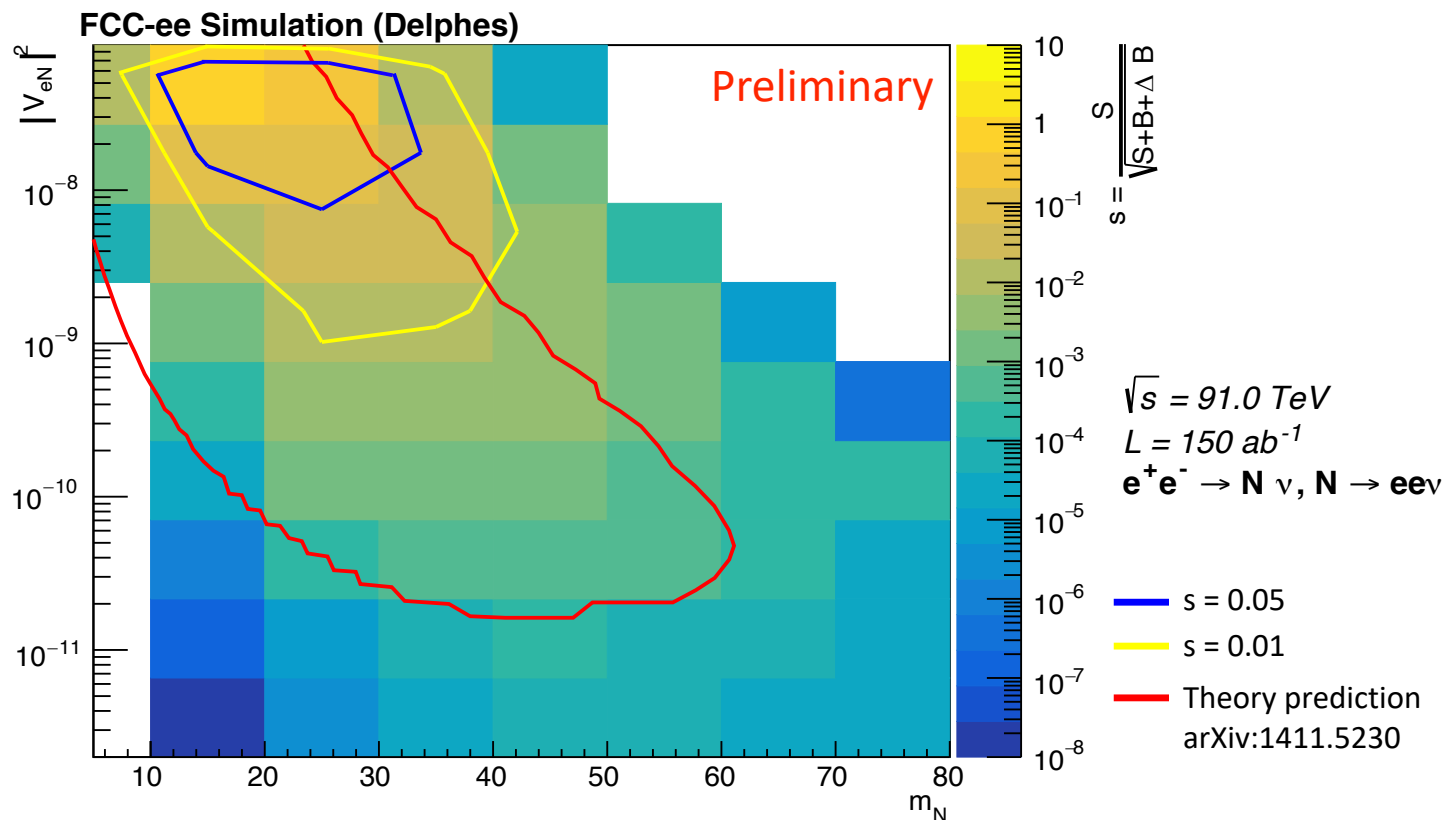 FCC-ee Simulation (Delphes)
|V_eN|²
Preliminary
10⁻⁸
10⁻⁹
10⁻¹⁰
10⁻¹¹
10 20 30 40 50 60 70 80
m_N
10
1
10⁻¹
10⁻²
10⁻³
10⁻⁴
10⁻⁵
10⁻⁶
10⁻⁷
10⁻⁸
s = S / √S+B+Δ B
√s = 91.0 TeV
L = 150 ab⁻¹
e⁺e⁻ → N ν, N → eeν
s = 0.05
s = 0.01
Theory prediction
arXiv:1411.5230